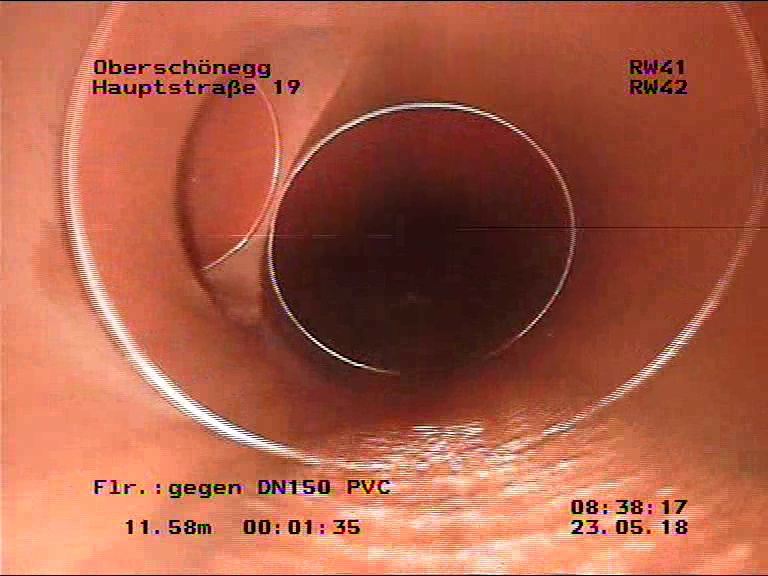 Oberschönegg
Hauptstraße 19
RW41
RW42
Flr.:gegen DN150 PVC
11.58m 00:01:35
08:38:17
23.05.18